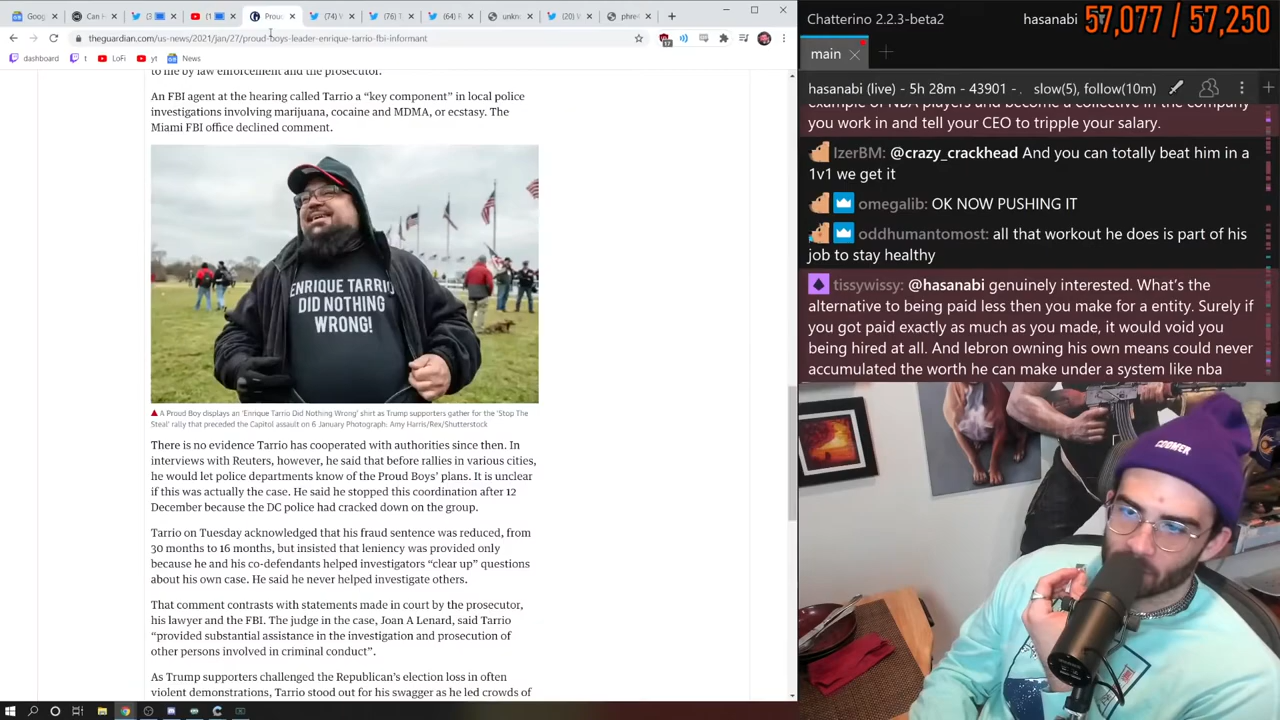 Goog
Can H
(3
(1
Prou
(74) V
(76) T
(64) R
unkn
(20) V
phre-
theguardian.com/us-news/2021/jan/27/proud-boys-leader-enrique-tarrio-fbi-informant
17
dashboard
t
LoFi
yt
News
to me by law enforcement and the prosecutor.
An FBI agent at the hearing called Tarrio a “key component” in local police
investigations involving marijuana, cocaine and MDMA, or ecstasy. The
Miami FBI office declined comment.
ENRIQUE TARRIO
DID NOTHING
WRONG!
A Proud Boy displays an ‘Enrique Tarrio Did Nothing Wrong’ shirt as Trump supporters gather for the ‘Stop The
Steal’ rally that preceded the Capitol assault on 6 January Photograph: Amy Harris/Rex/Shutterstock
There is no evidence Tarrio has cooperated with authorities since then. In
interviews with Reuters, however, he said that before rallies in various cities,
he would let police departments know of the Proud Boys’ plans. It is unclear
if this was actually the case. He said he stopped this coordination after 12
December because the DC police had cracked down on the group.
Tarrio on Tuesday acknowledged that his fraud sentence was reduced, from
30 months to 16 months, but insisted that leniency was provided only
because he and his co-defendants helped investigators “clear up” questions
about his own case. He said he never helped investigate others.
That comment contrasts with statements made in court by the prosecutor,
his lawyer and the FBI. The judge in the case, Joan A Lenard, said Tarrio
“provided substantial assistance in the investigation and prosecution of
other persons involved in criminal conduct”.
As Trump supporters challenged the Republican’s election loss in often
violent demonstrations, Tarrio stood out for his swagger as he led crowds of
Chatterino 2.2.3-beta2
hasanabi
57,077 / 57,250
main
hasanabi (live) - 5h 28m - 43901 - .
slow(5), follow(10m)
example of NBA players and become a collective in the company
you work in and tell your CEO to tripple your salary.
IzerBM: @crazy_crackhead And you can totally beat him in a
1v1 we get it
omegalib: OK NOW PUSHING IT
oddhumantomost: all that workout he does is part of his
job to stay healthy
tissywissy: @hasanabi genuinely interested. What's the
alternative to being paid less then you make for a entity. Surely if
you got paid exactly as much as you made, it would void you
being hired at all. And lebron owning his own means could never
accumulated the worth he can make under a system like nba
COOMER